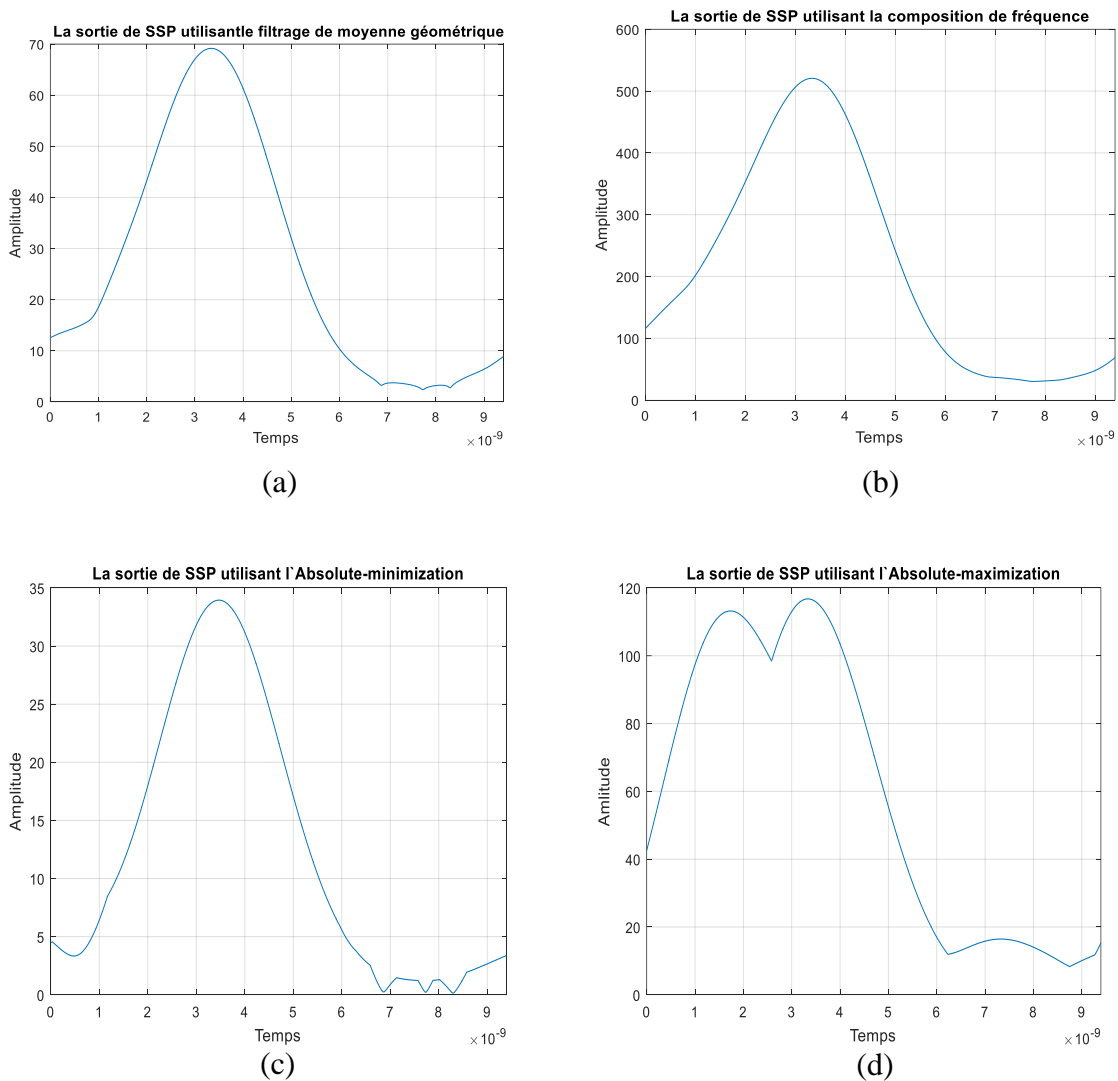 La sortie de SSP utilisantle filtrage de moyenne géométrique
70
60
50
40
30
20
10
0
Amplitude
0 1 2 3 4 5 6 7 8 9
Temps
× 10⁻⁹
(a)
La sortie de SSP utilisant la composition de fréquence
600
500
400
300
200
100
0
Amplitude
0 1 2 3 4 5 6 7 8 9
Temps
× 10⁻⁹
(b)
La sortie de SSP utilisant l`Absolute-minimization
35
30
25
20
15
10
5
0
Amplitude
0 1 2 3 4 5 6 7 8 9
Temps
× 10⁻⁹
(c)
La sortie de SSP utilisant l`Absolute-maximization
120
100
80
60
40
20
0
Amlitude
0 1 2 3 4 5 6 7 8 9
Temps
× 10⁻⁹
(d)